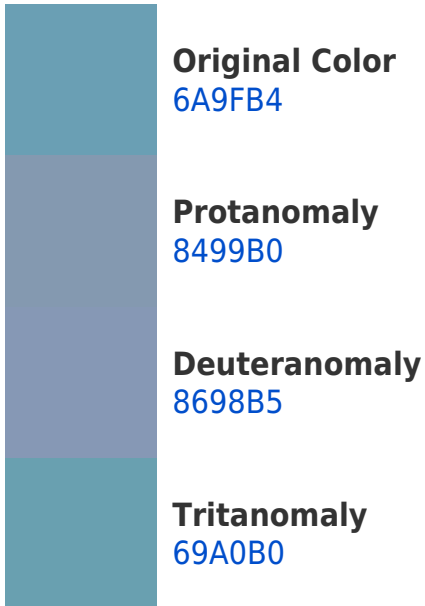 Original Color
6A9FB4
Protanomaly
8499B0
Deuteranomaly
8698B5
Tritanomaly
69A0B0